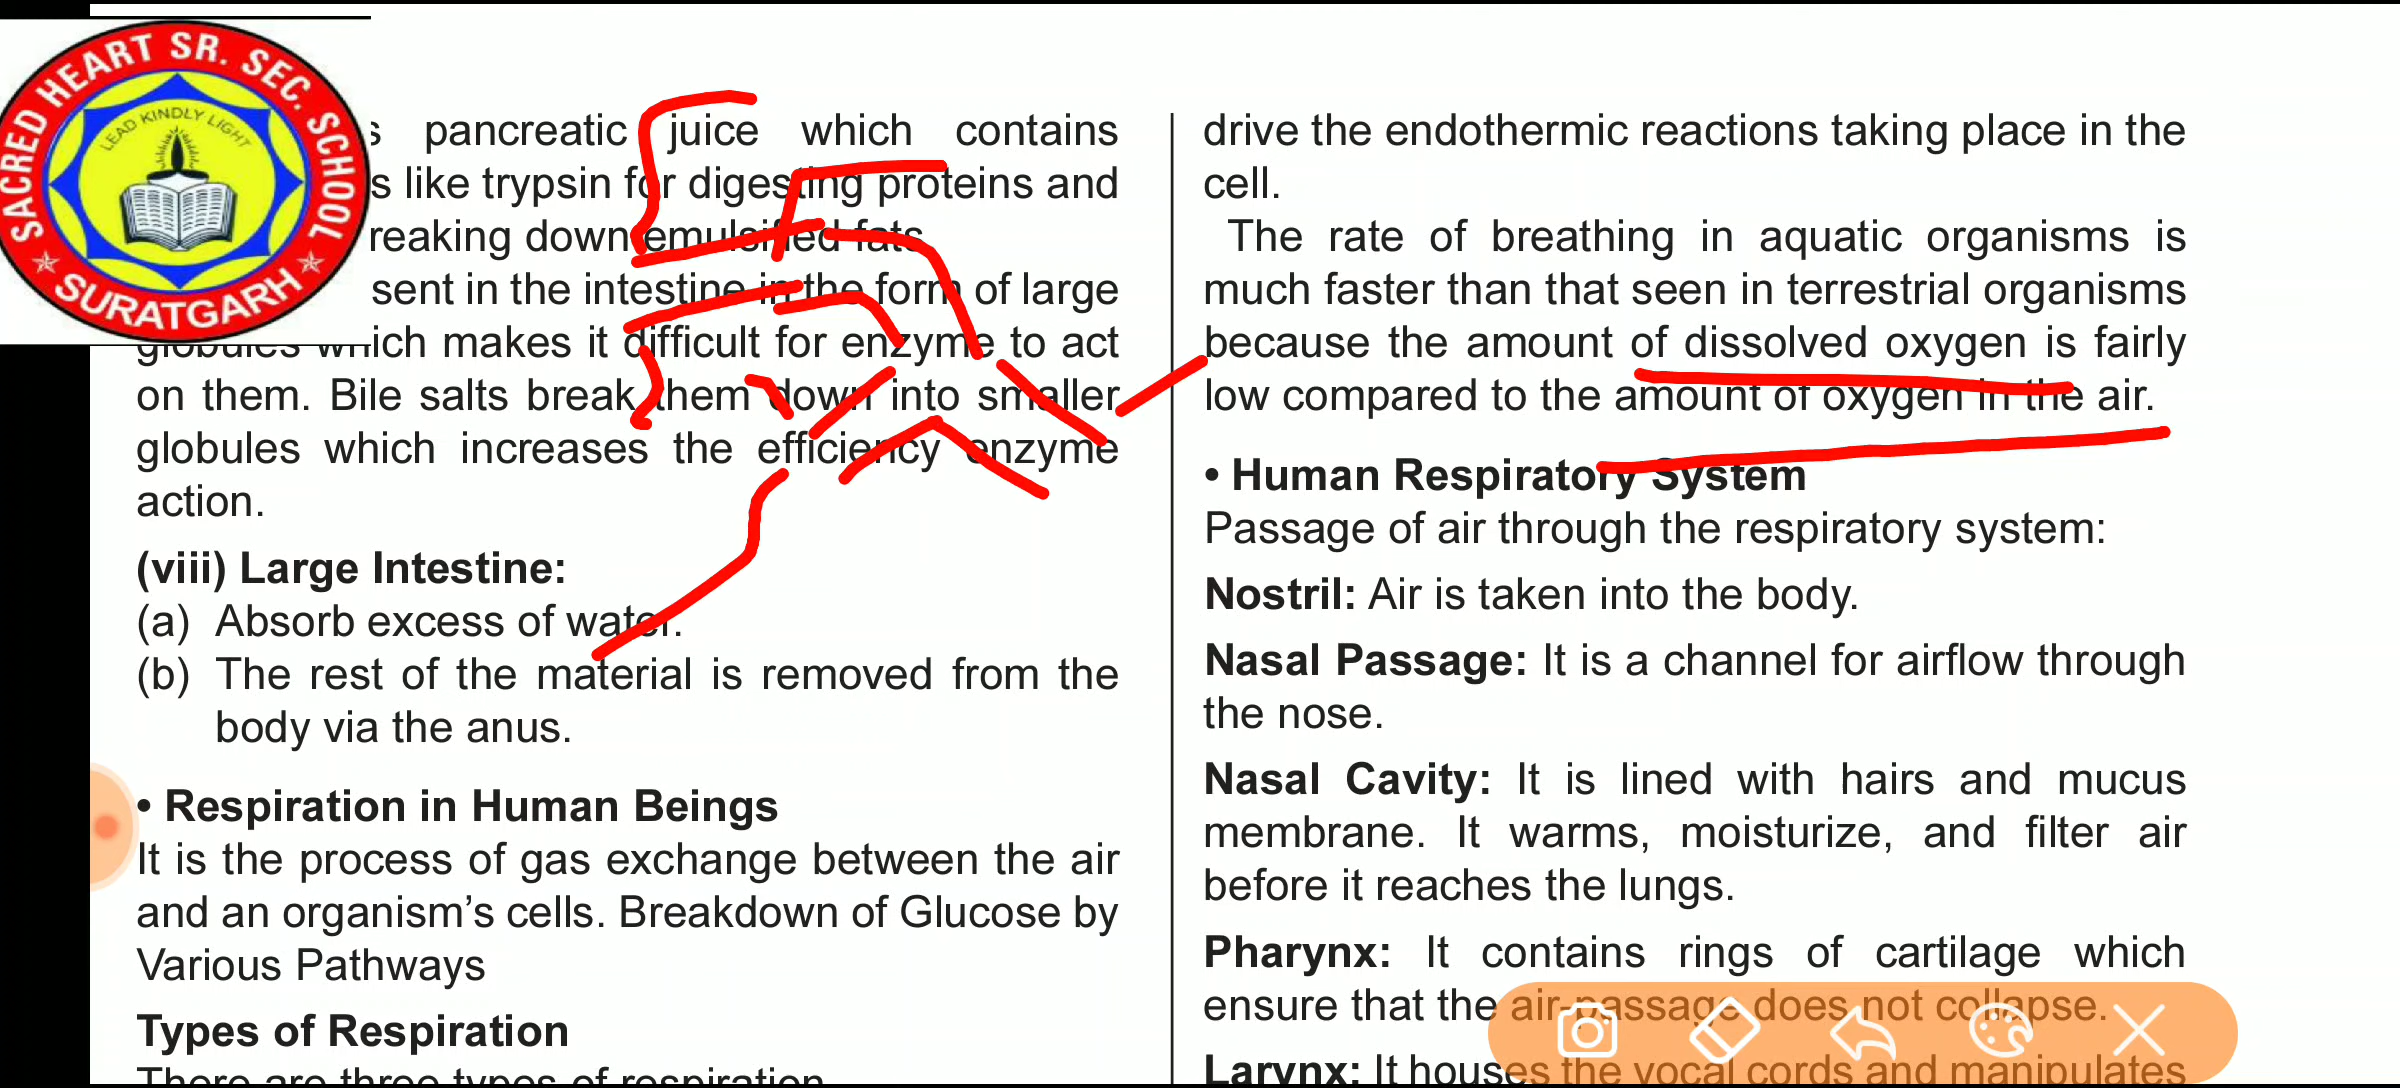 SACRED HEART SR. SEC. SCHOOL
LEAD KINDLY LIGHT
SURATGARH
s pancreatic juice which contains
s like trypsin for digesting proteins and
reaking down emulsified fats
sent in the intestine in the form of large
globules which makes it difficult for enzyme to act
on them. Bile salts break them down into smaller
globules which increases the efficiency enzyme
action.
(viii) Large Intestine:
(a) Absorb excess of water.
(b) The rest of the material is removed from the
body via the anus.
• Respiration in Human Beings
It is the process of gas exchange between the air
and an organism’s cells. Breakdown of Glucose by
Various Pathways
Types of Respiration
There are three types of respiration
drive the endothermic reactions taking place in the
cell.
The rate of breathing in aquatic organisms is
much faster than that seen in terrestrial organisms
because the amount of dissolved oxygen is fairly
low compared to the amount of oxygen in the air.
• Human Respiratory System
Passage of air through the respiratory system:
Nostril: Air is taken into the body.
Nasal Passage: It is a channel for airflow through
the nose.
Nasal Cavity: It is lined with hairs and mucus
membrane. It warms, moisturize, and filter air
before it reaches the lungs.
Pharynx: It contains rings of cartilage which
ensure that the air-passage does not collapse.
Larynx: It houses the vocal cords and manipulates